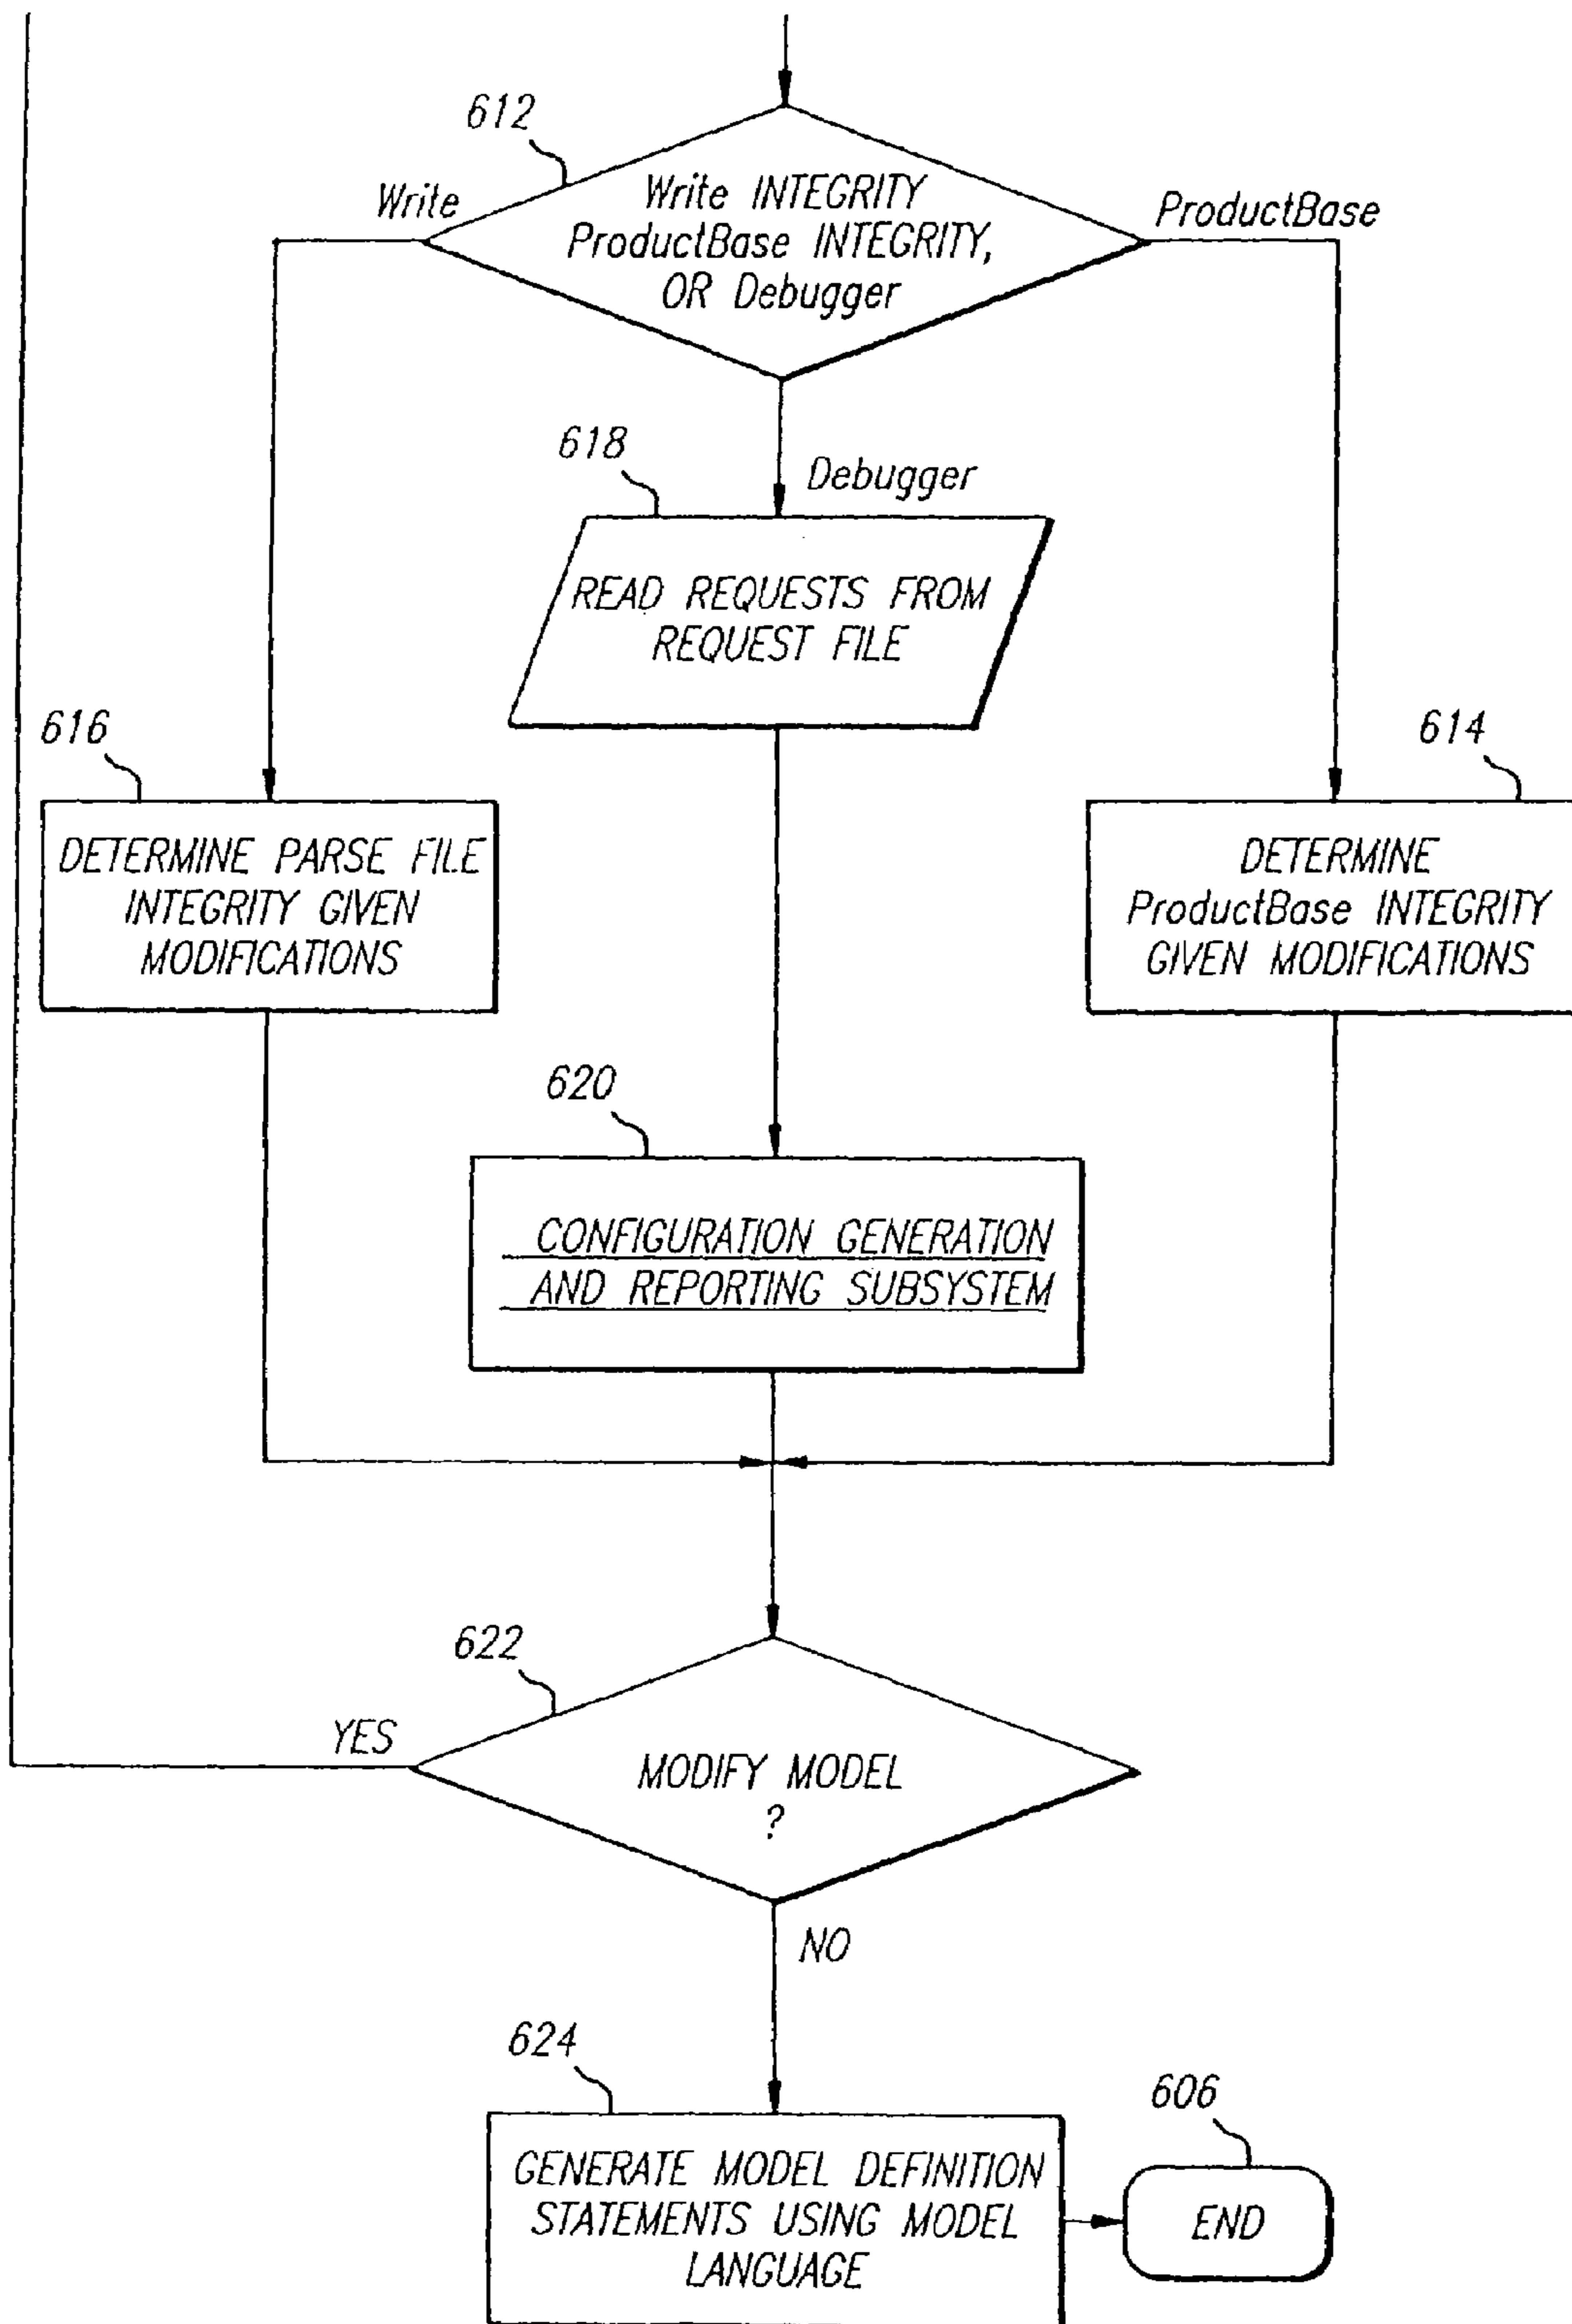 612
Write
Write INTEGRITY
ProductBase INTEGRITY,
OR Debugger
ProductBase
618
Debugger
READ REQUESTS FROM
REQUEST FILE
616
DETERMINE PARSE FILE
INTEGRITY GIVEN
MODIFICATIONS
614
DETERMINE
ProductBase INTEGRITY
GIVEN MODIFICATIONS
620
CONFIGURATION GENERATION
AND REPORTING SUBSYSTEM
622
YES
MODIFY MODEL
?
NO
624
GENERATE MODEL DEFINITION
STATEMENTS USING MODEL
LANGUAGE
606
END